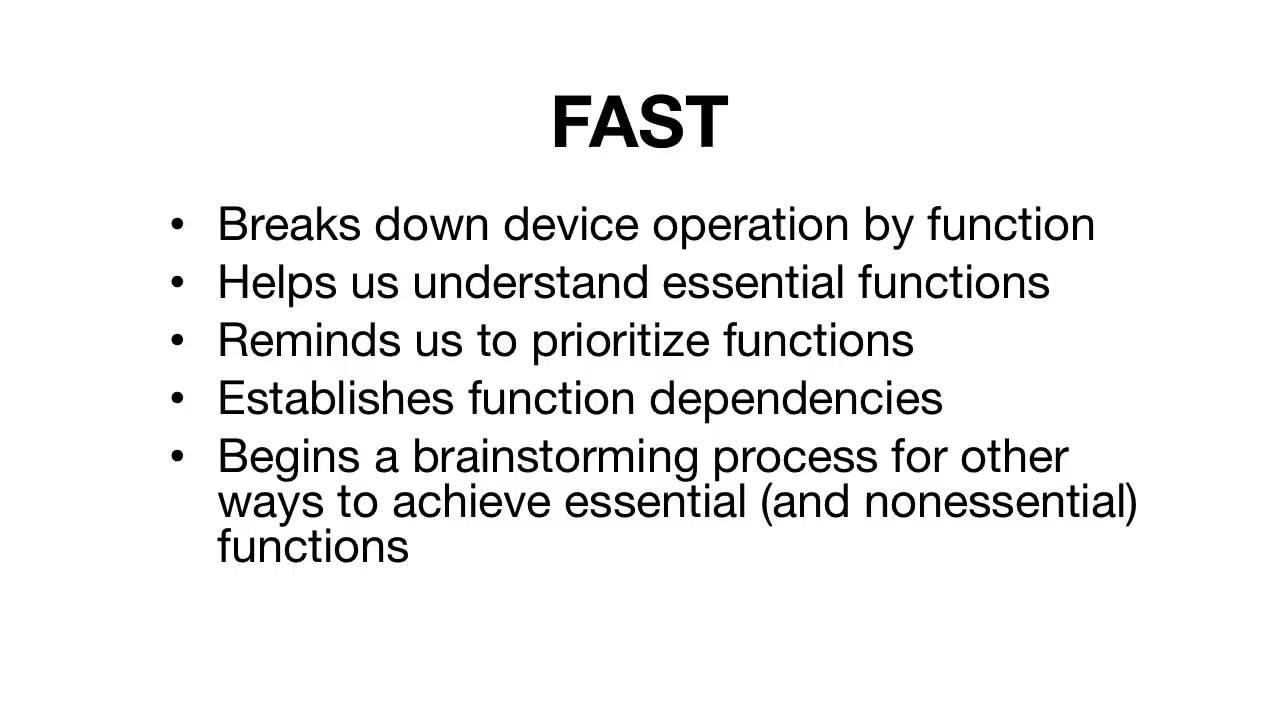 FAST
• Breaks down device operation by function
• Helps us understand essential functions
• Reminds us to prioritize functions
• Establishes function dependencies
• Begins a brainstorming process for other
ways to achieve essential (and nonessential)
functions